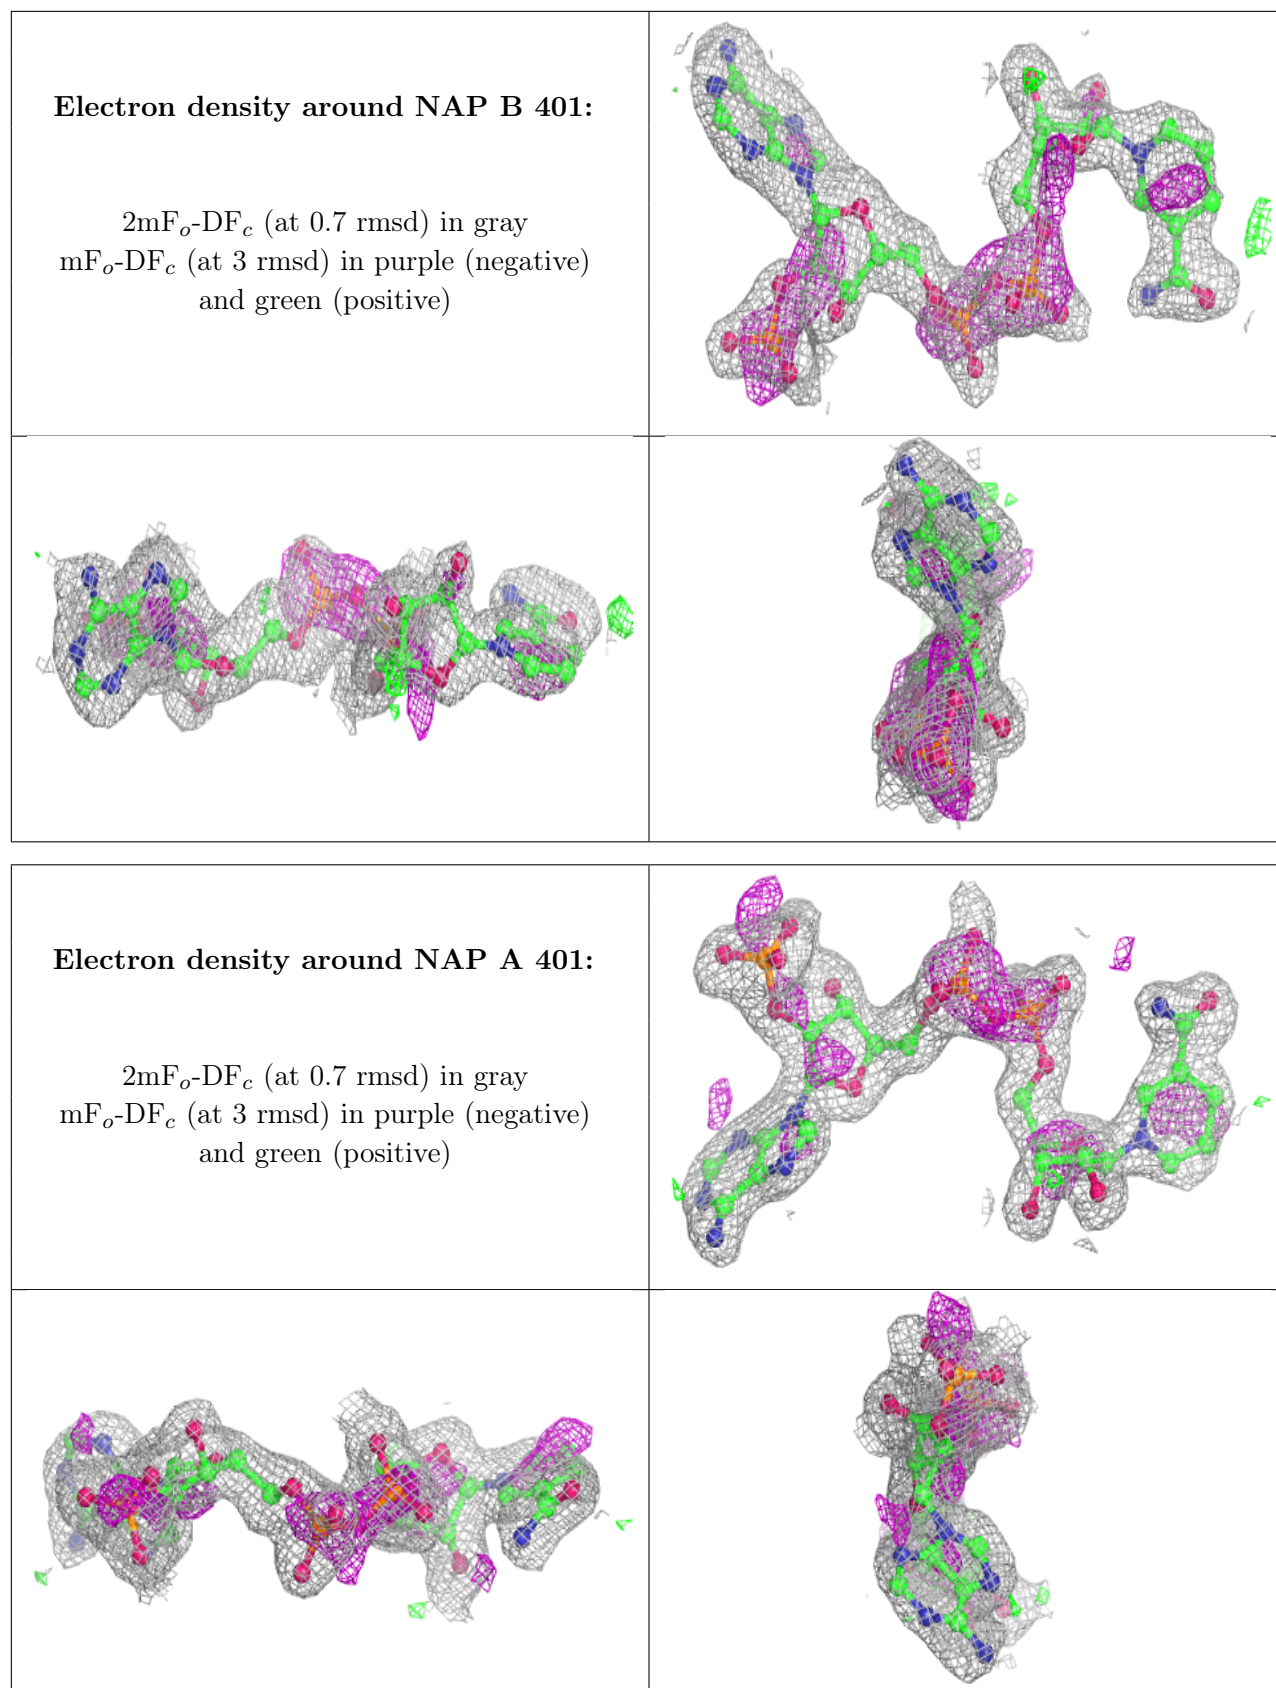 Electron density around NAP B 401:
2mFo-DFc (at 0.7 rmsd) in gray
mFo-DFc (at 3 rmsd) in purple (negative)
and green (positive)
Electron density around NAP A 401:
2mFo-DFc (at 0.7 rmsd) in gray
mFo-DFc (at 3 rmsd) in purple (negative)
and green (positive)